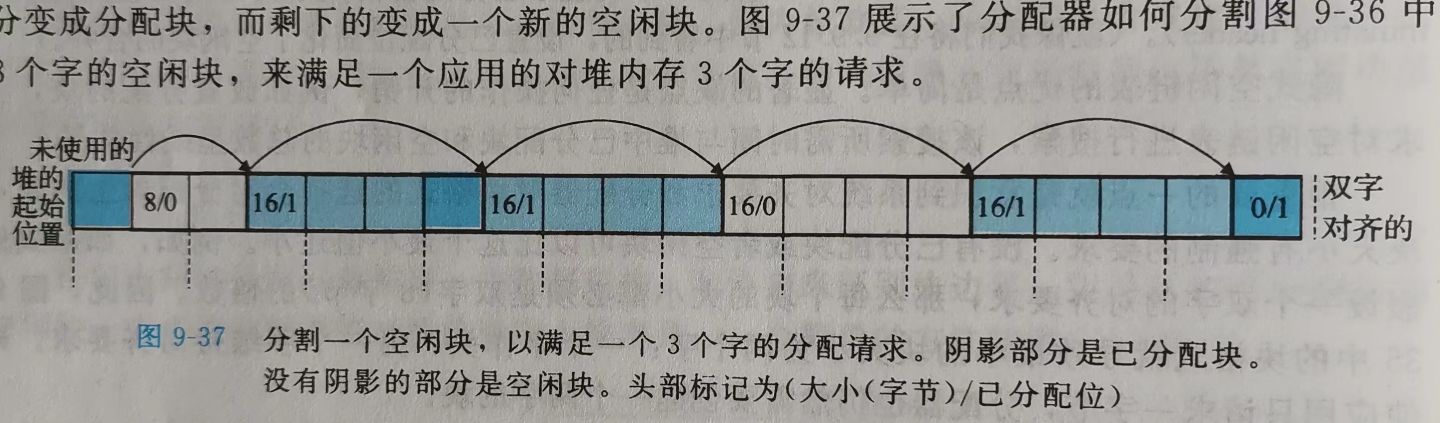 分变成分配块，而剩下的变成一个新的空闲块。图 9-37 展示了分配器如何分割图 9-36 中
个字的空闲块，来满足一个应用的对堆内存 3 个字的请求。
未使用的
堆的
起始
位置
8/0
16/1
16/1
16/0
16/1
0/1
双字
对齐的
图 9-37 分割一个空闲块，以满足一个 3 个字的分配请求。阴影部分是已分配块。
没有阴影的部分是空闲块。头部标记为(大小(字节)/已分配位)